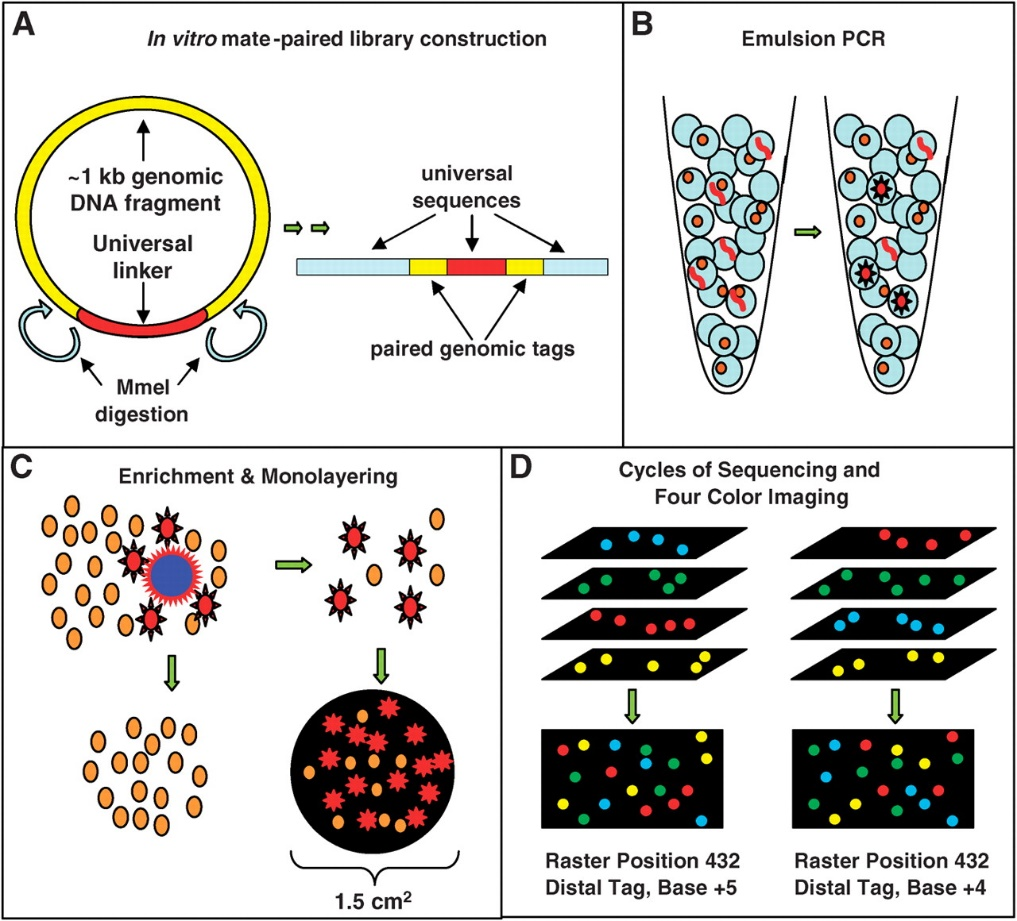 A
In vitro mate-paired library construction
~1 kb genomic
DNA fragment
Universal
linker
MmeI
digestion
universal
sequences
paired genomic tags
B
Emulsion PCR
C
Enrichment & Monolayering
1.5 cm²
D
Cycles of Sequencing and
Four Color Imaging
Raster Position 432
Distal Tag, Base +5
Raster Position 432
Distal Tag, Base +4